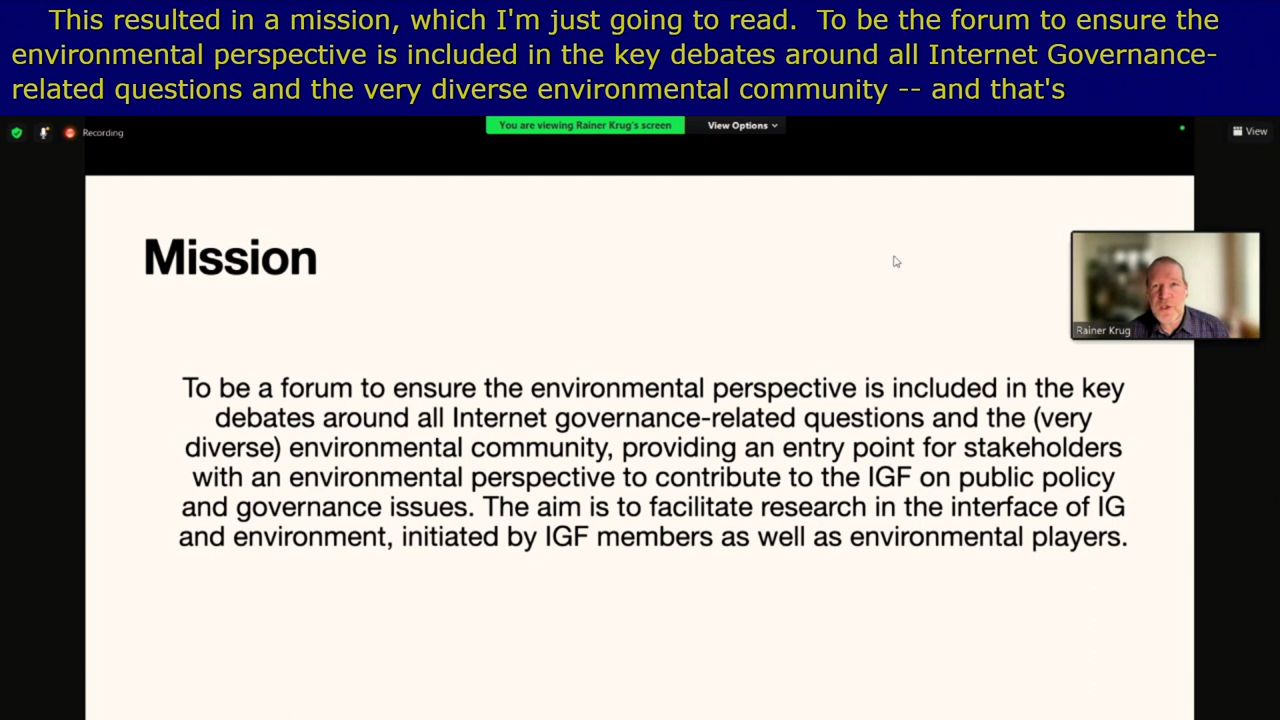 This resulted in a mission, which I'm just going to read.  To be the forum to ensure the
environmental perspective is included in the key debates around all Internet Governance-
related questions and the very diverse environmental community -- and that's
Recording
You are viewing Rainer Krug's screen
View Options
View
Mission
Rainer Krug
To be a forum to ensure the environmental perspective is included in the key
debates around all Internet governance-related questions and the (very
diverse) environmental community, providing an entry point for stakeholders
with an environmental perspective to contribute to the IGF on public policy
and governance issues. The aim is to facilitate research in the interface of IG
and environment, initiated by IGF members as well as environmental players.